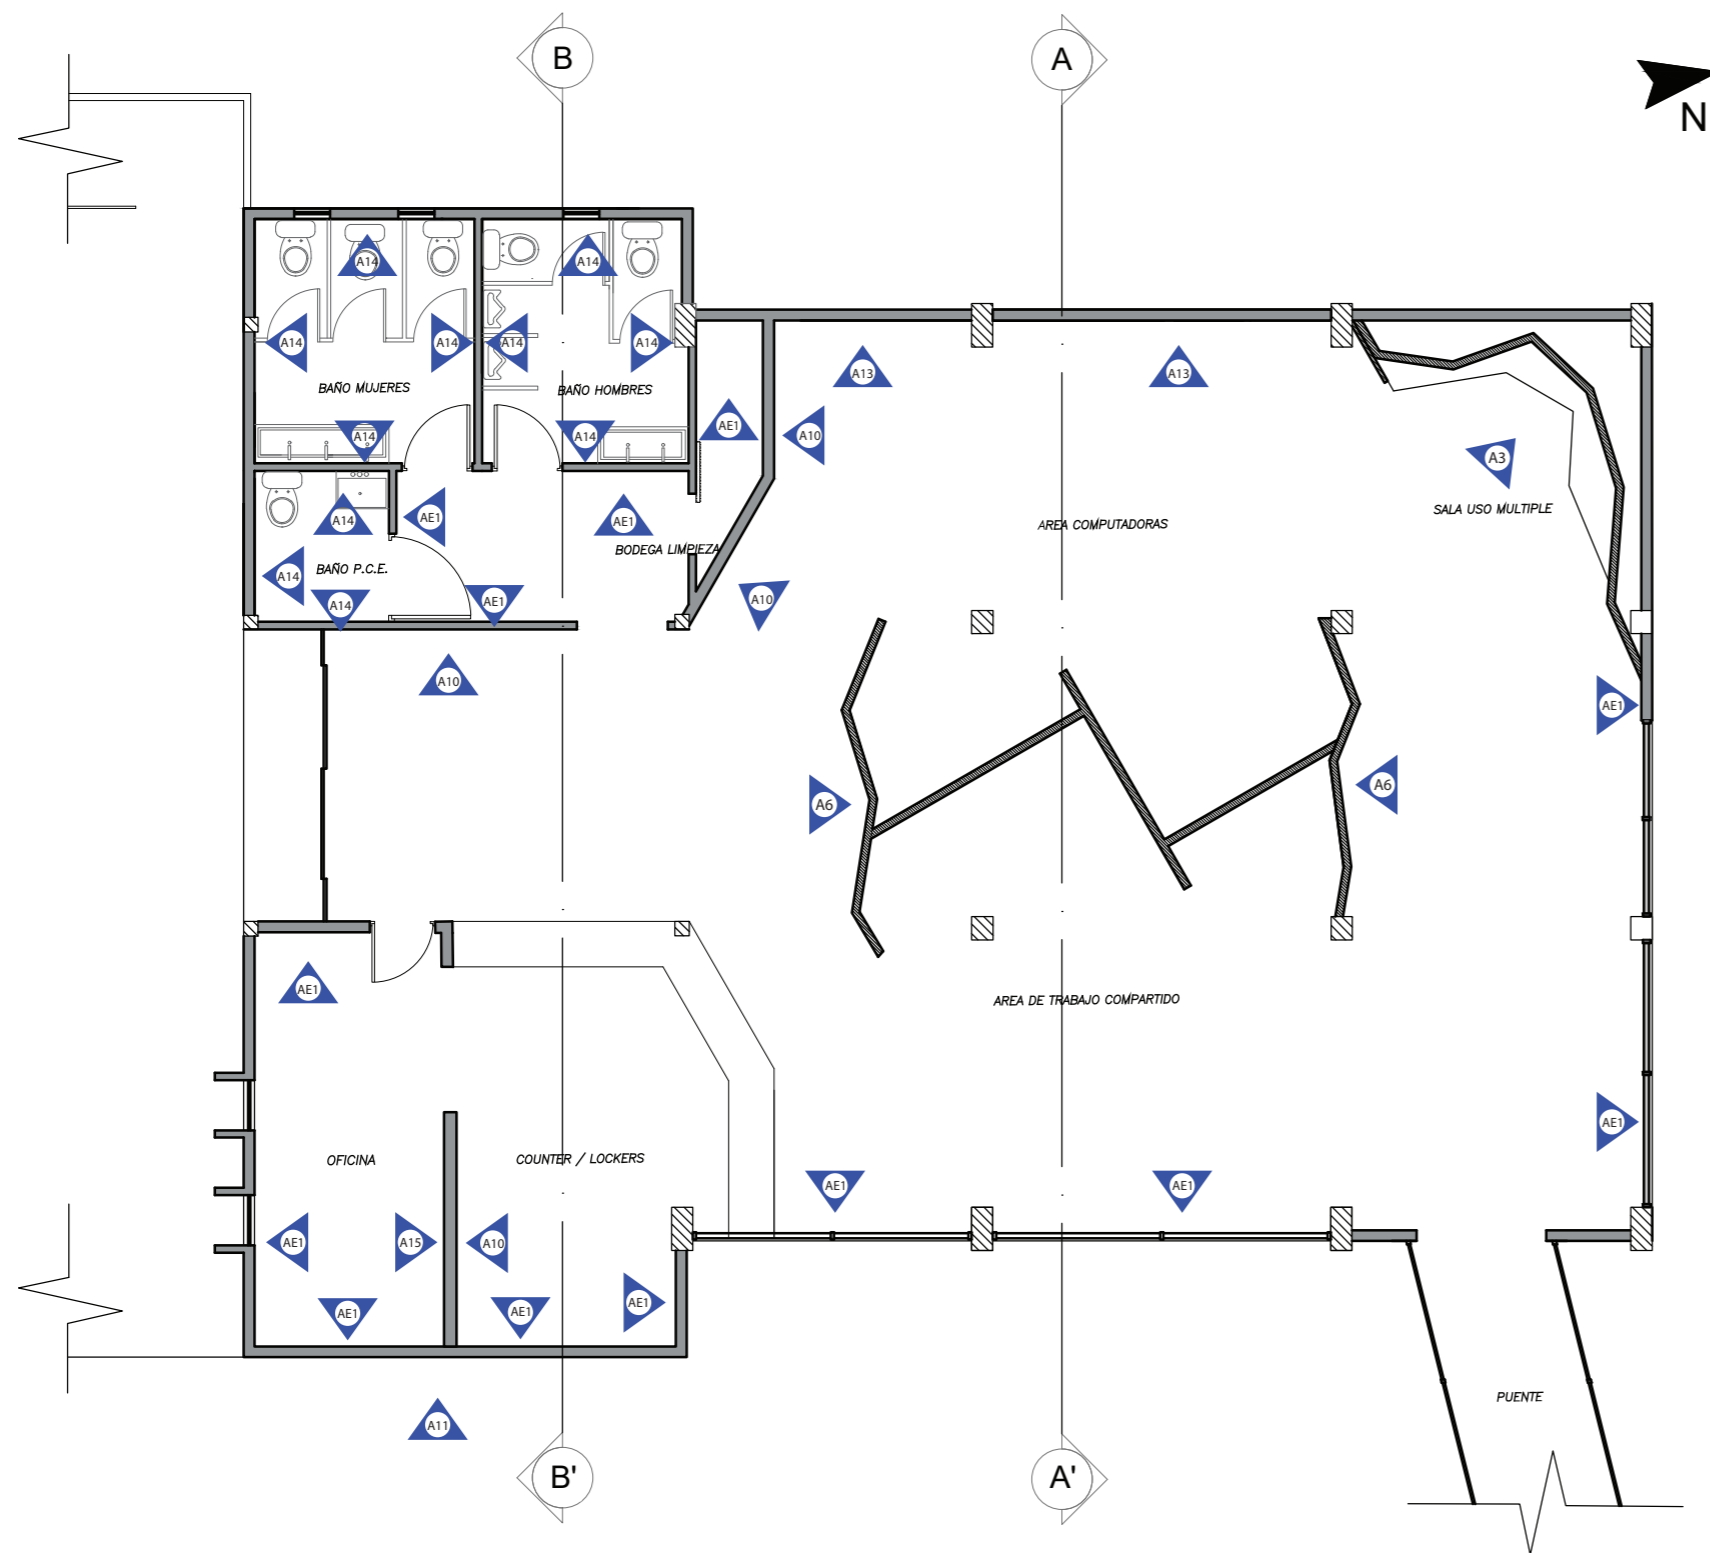 B
A
N
A14
A14
A14
A14
A14
A14
A13
A13
BAÑO MUJERES
BAÑO HOMBRES
AE1
A14
A14
A10
A3
SALA USO MULTIPLE
A14
AE1
AE1
AREA COMPUTADORAS
BODEGA LIMPIEZA
BAÑO P.C.E.
A14
A14
AE1
A10
A10
AE1
A6
A6
AREA DE TRABAJO COMPARTIDO
AE1
AE1
OFICINA
COUNTER / LOCKERS
AE1
AE1
AE1
A15
A10
AE1
AE1
AE1
PUENTE
A11
B'
A'